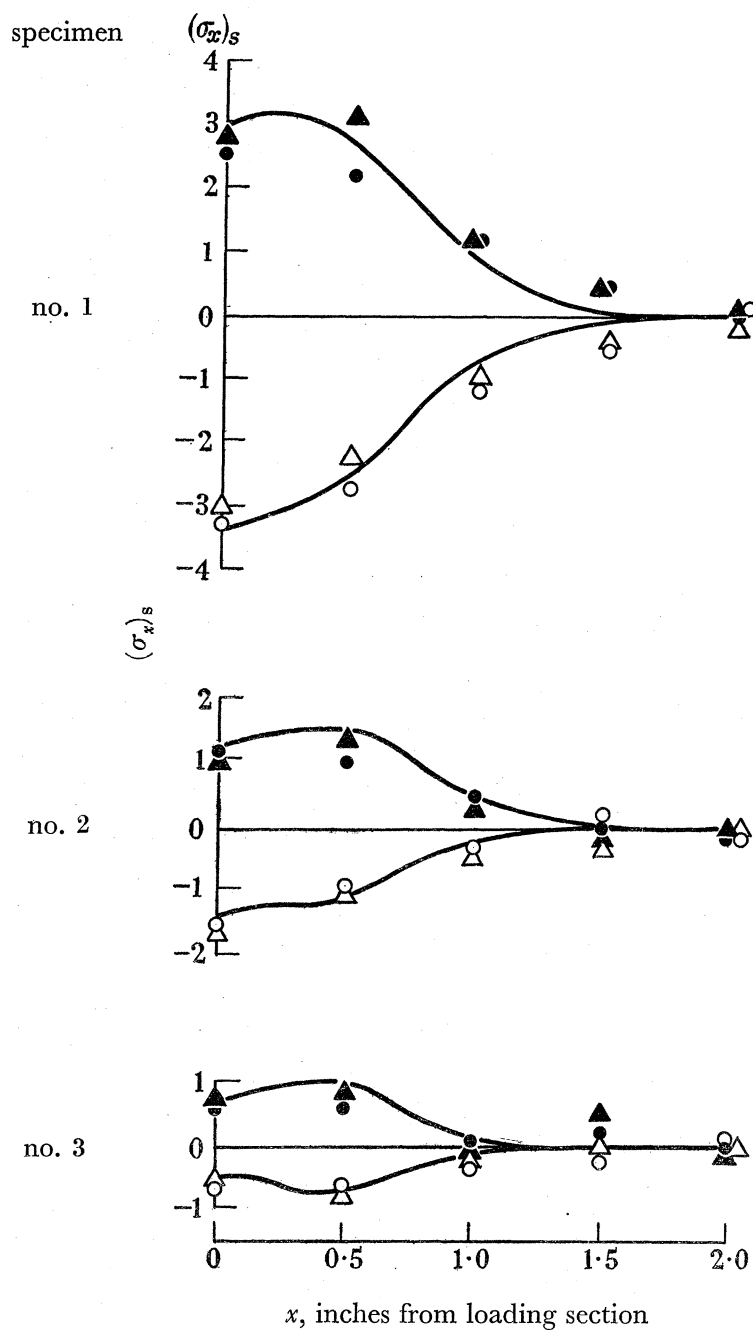 specimen
(σx)s
4
3
2
1
no. 1
0
−1
−2
−3
−4
(σx)s
2
1
no. 2
0
−1
−2
1
no. 3
0
−1
0 0·5 1·0 1·5 2·0
x, inches from loading section